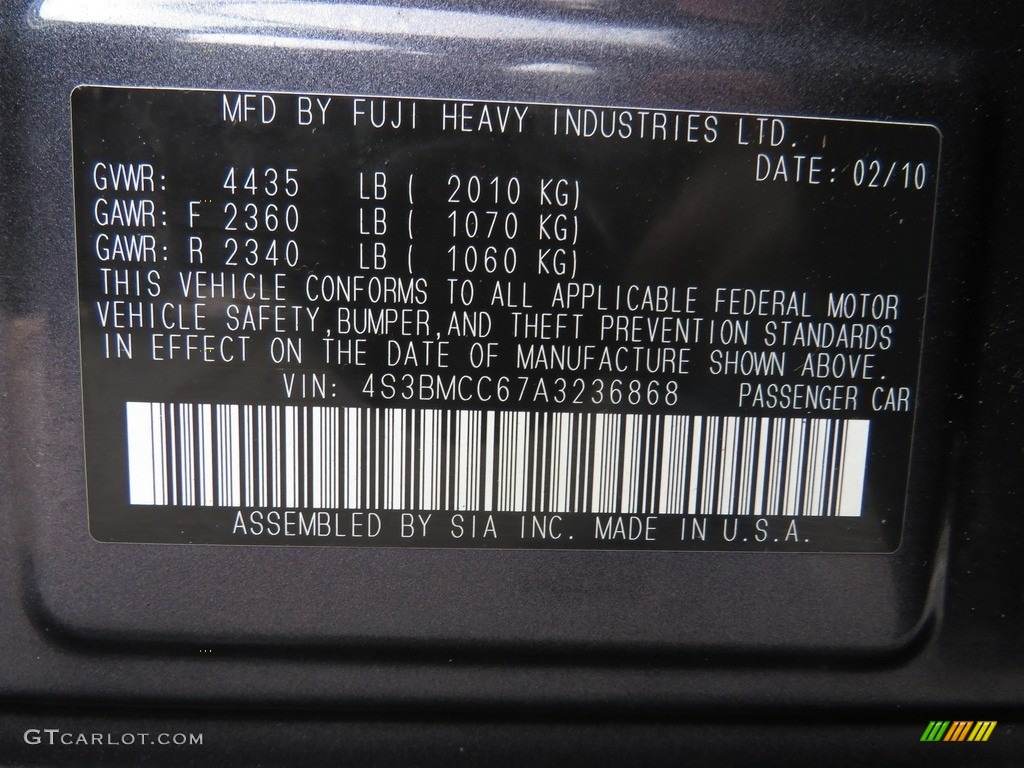 MFD BY FUJI HEAVY INDUSTRIES LTD.
DATE: 02/10
GVWR: 4435 LB ( 2010 KG)
GAWR: F 2360 LB ( 1070 KG)
GAWR: R 2340 LB ( 1060 KG)
THIS VEHICLE CONFORMS TO ALL APPLICABLE FEDERAL MOTOR
VEHICLE SAFETY,BUMPER,AND THEFT PREVENTION STANDARDS
IN EFFECT ON THE DATE OF MANUFACTURE SHOWN ABOVE.
VIN: 4S3BMCC67A3236868 PASSENGER CAR
ASSEMBLED BY SIA INC. MADE IN U.S.A.
GTCARLOT.COM